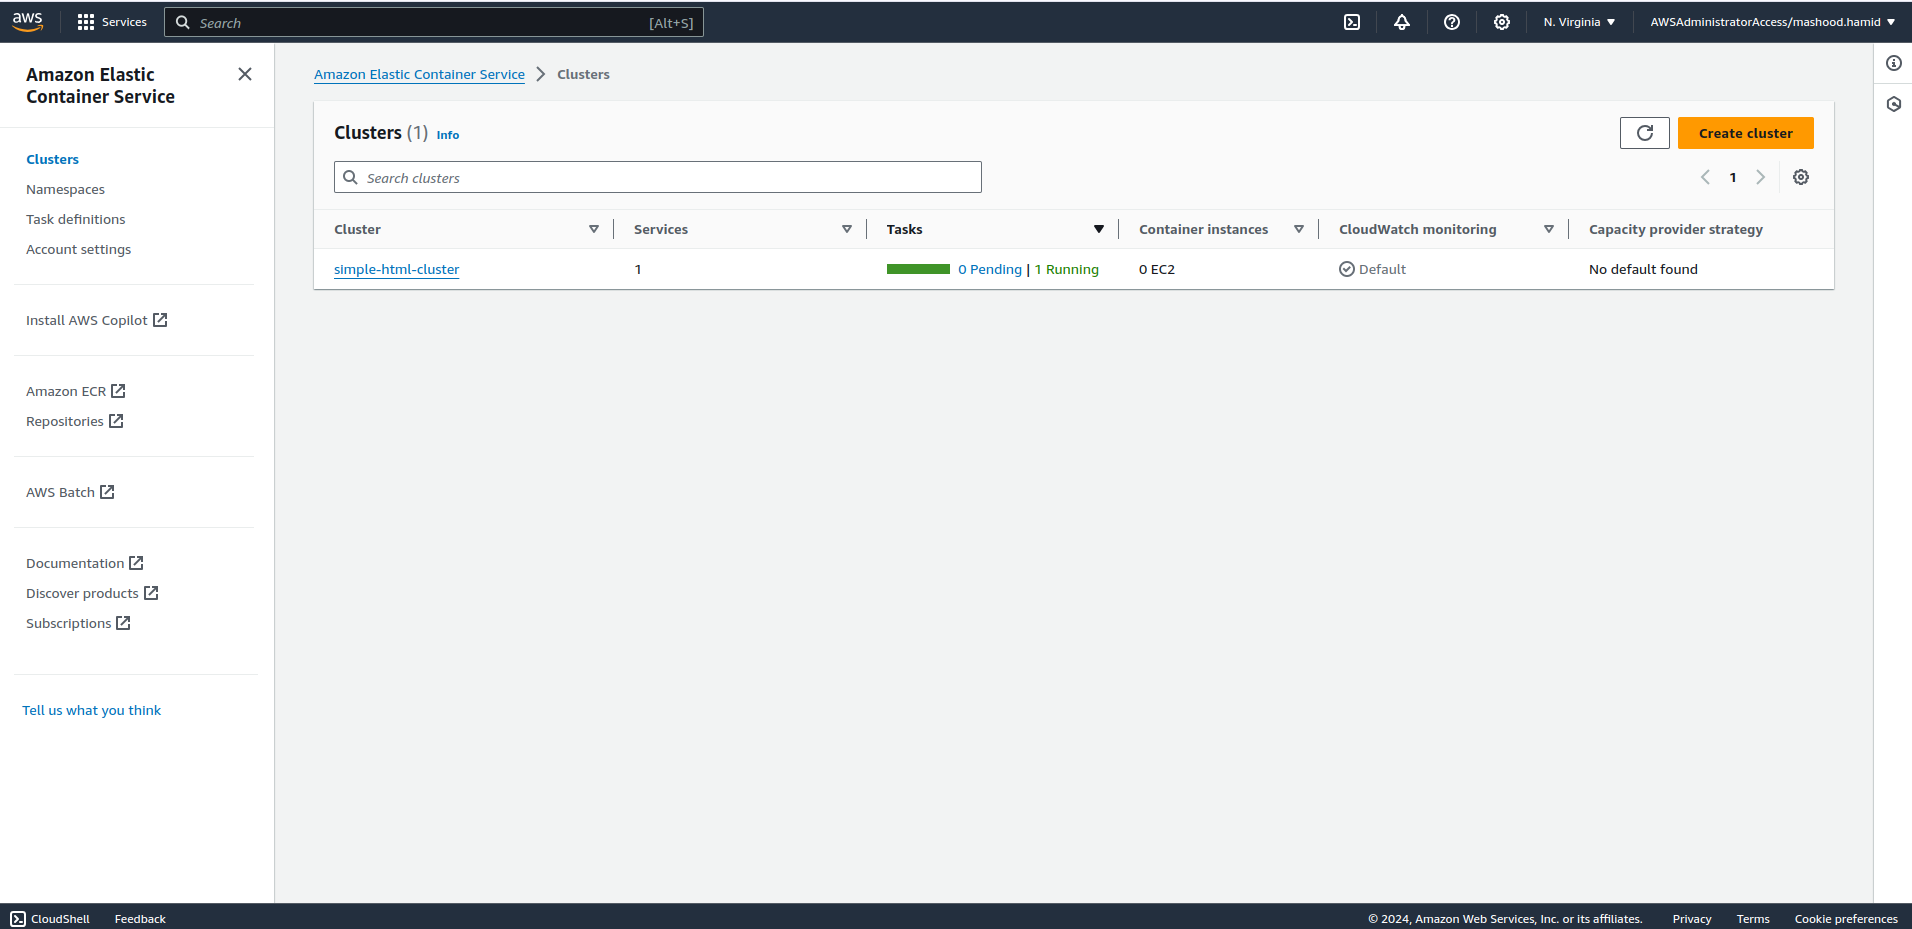 aws
Services
Search
[Alt+S]
N. Virginia
AWSAdministratorAccess/mashood.hamid
Amazon Elastic
Container Service
Clusters
Namespaces
Task definitions
Account settings
Install AWS Copilot
Amazon ECR
Repositories
AWS Batch
Documentation
Discover products
Subscriptions
Tell us what you think
Amazon Elastic Container Service
Clusters
Clusters (1) Info
Create cluster
Search clusters
1
Cluster Services Tasks Container instances CloudWatch monitoring Capacity provider strategy
simple-html-cluster 1 0 Pending | 1 Running 0 EC2 Default No default found
CloudShell
Feedback
© 2024, Amazon Web Services, Inc. or its affiliates.
Privacy
Terms
Cookie preferences